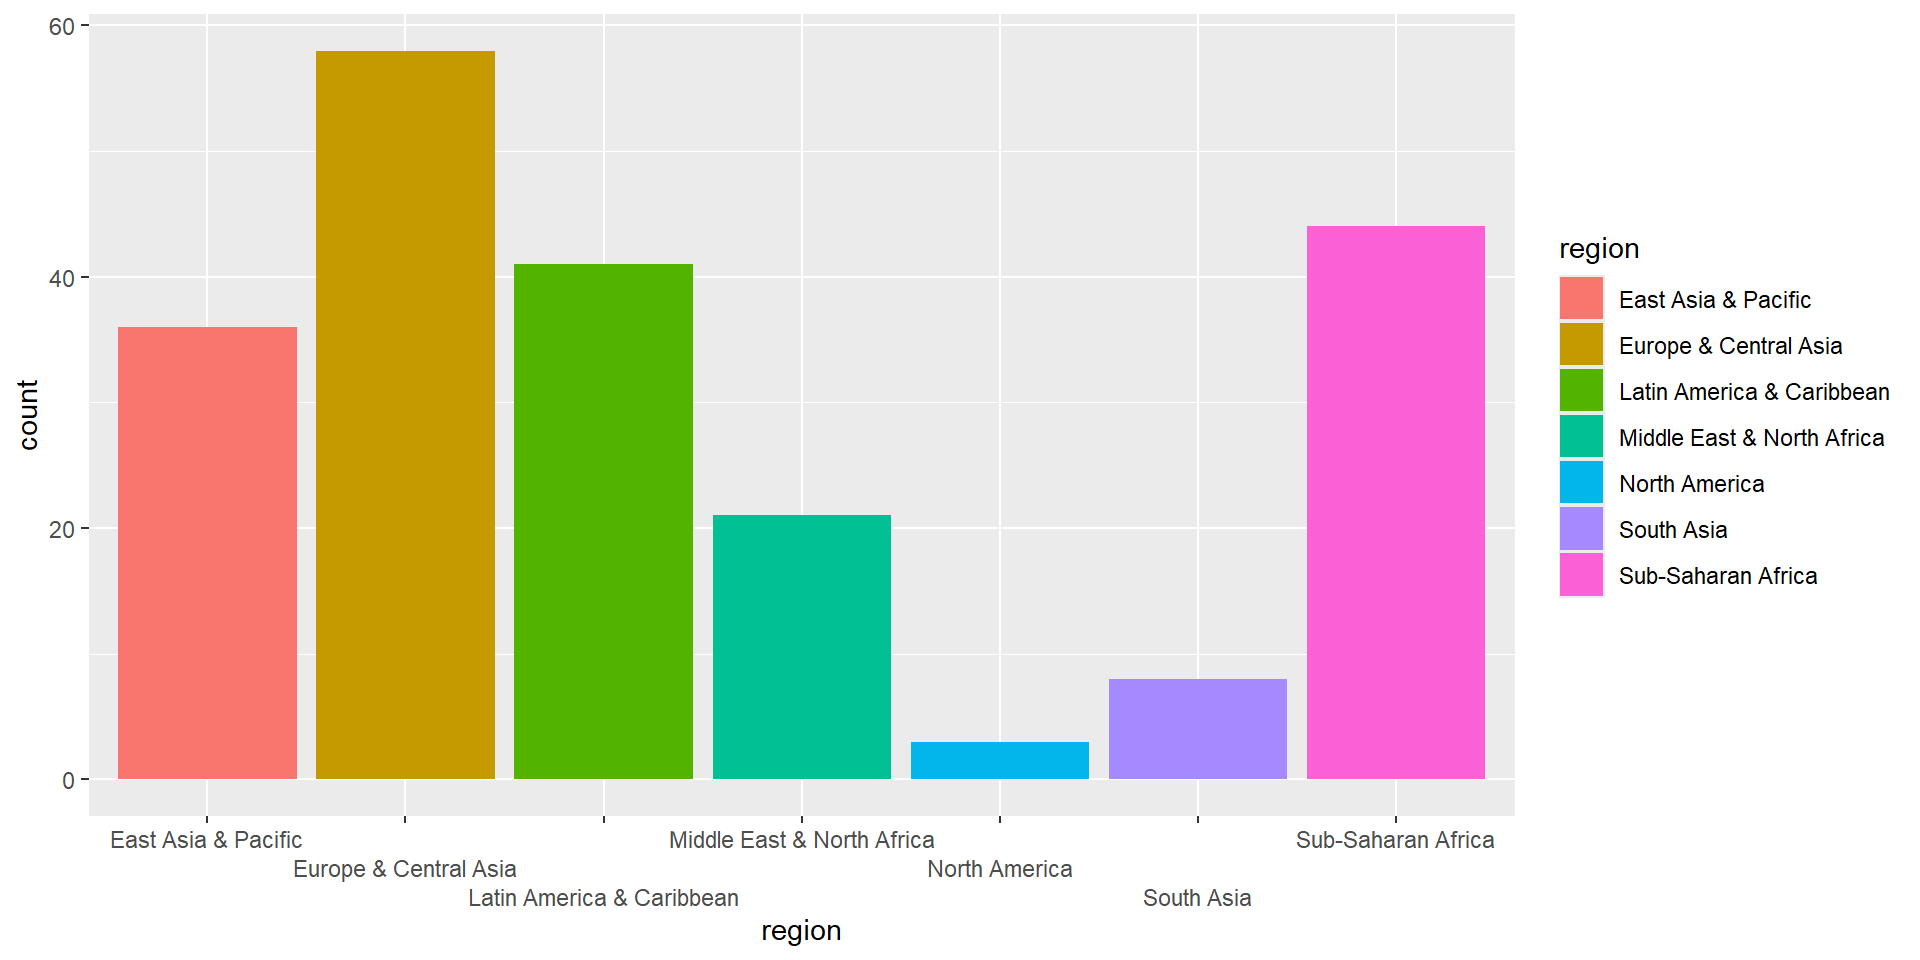 60
40
20
0
count
East Asia & Pacific
Europe & Central Asia
Latin America & Caribbean
Middle East & North Africa
North America
South Asia
Sub-Saharan Africa
region
region
East Asia & Pacific
Europe & Central Asia
Latin America & Caribbean
Middle East & North Africa
North America
South Asia
Sub-Saharan Africa